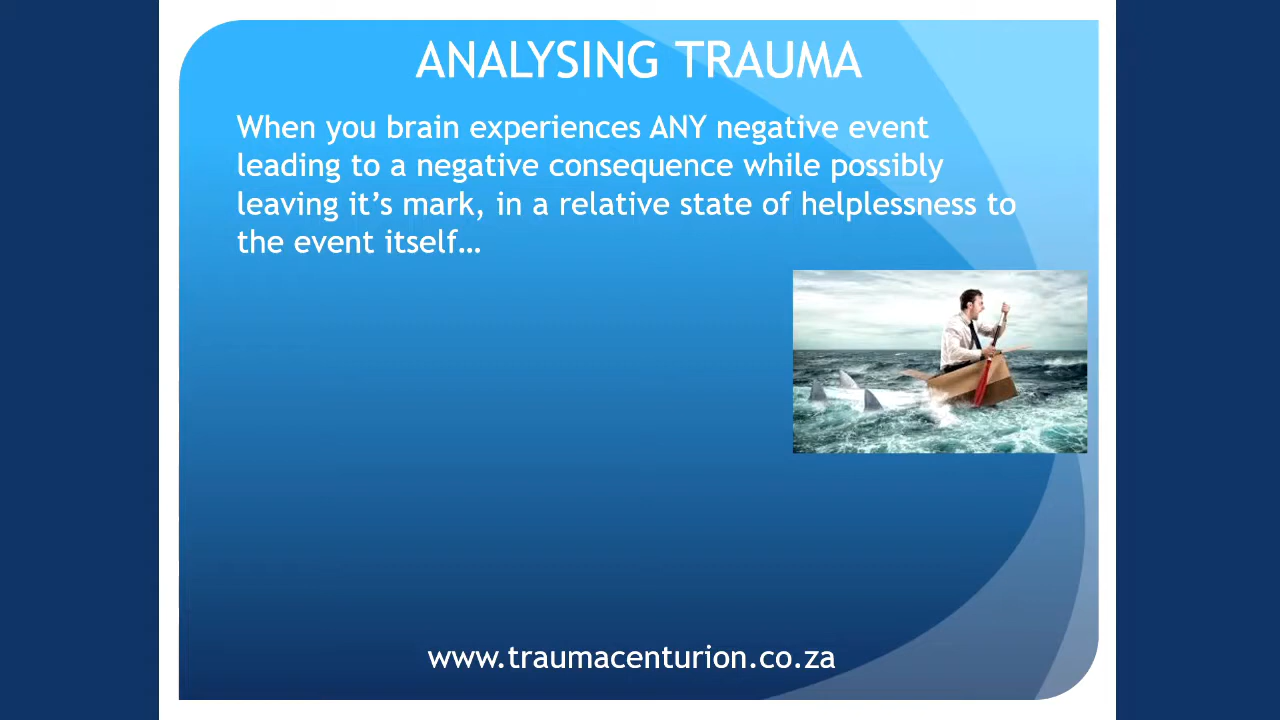 ANALYSING TRAUMA
When you brain experiences ANY negative event
leading to a negative consequence while possibly
leaving it’s mark, in a relative state of helplessness to
the event itself…
www.traumacenturion.co.za